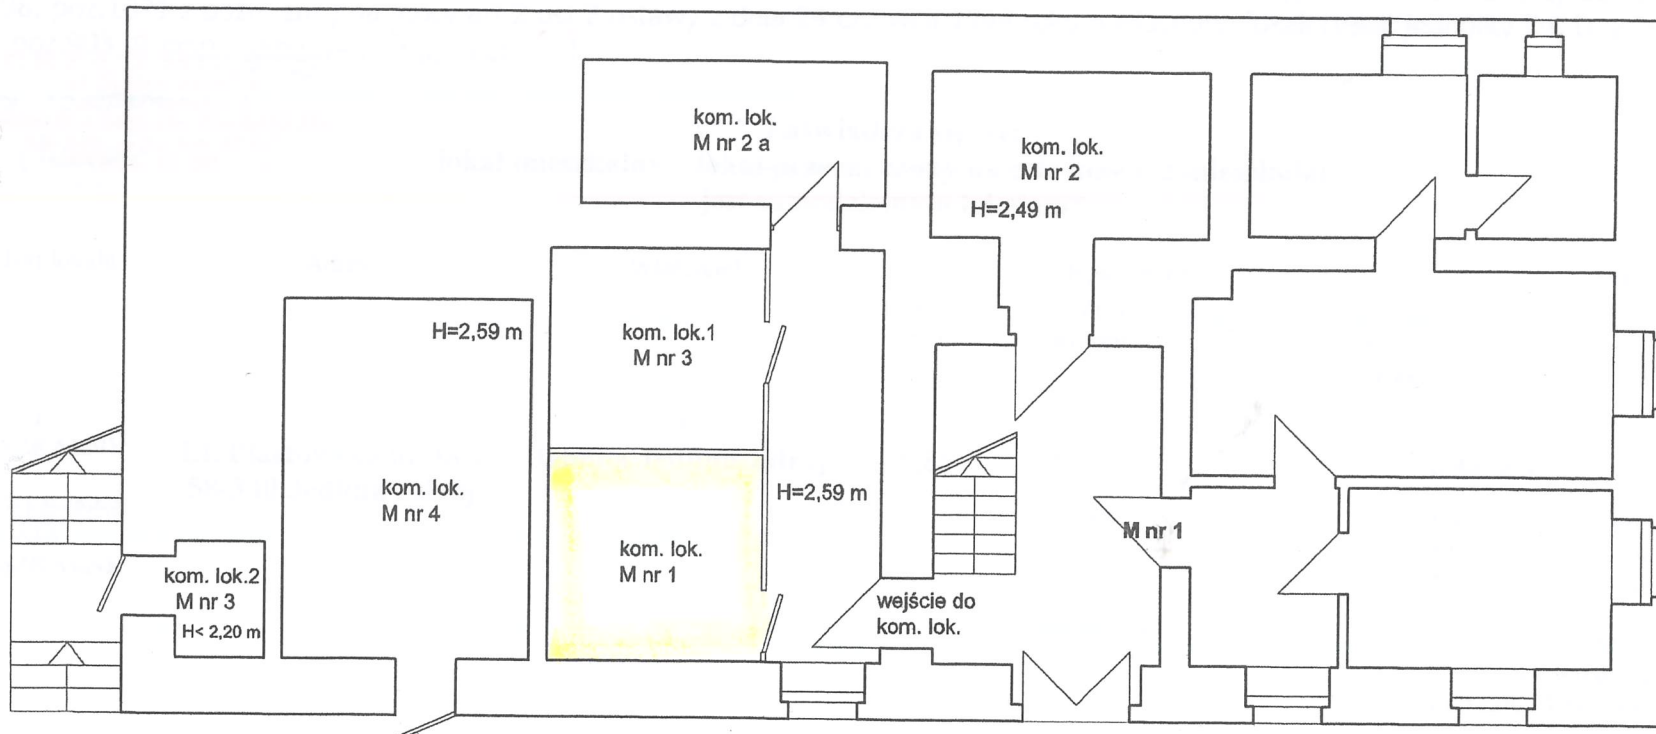 kom. lok.
M nr 2 a
kom. lok.
M nr 2
H=2,49 m
H=2,59 m
kom. lok.1
M nr 3
kom. lok.
M nr 4
H=2,59 m
kom. lok.
M nr 1
M nr 1
kom. lok.2
M nr 3
H< 2,20 m
wejście do
kom. lok.